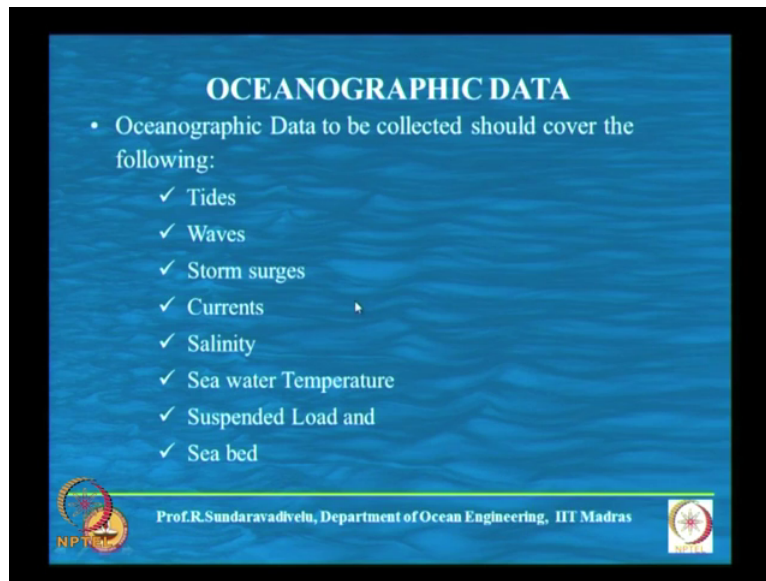 OCEANOGRAPHIC DATA
• Oceanographic Data to be collected should cover the
following:
✓ Tides
✓ Waves
✓ Storm surges
✓ Currents
✓ Salinity
✓ Sea water Temperature
✓ Suspended Load and
✓ Sea bed
Prof.R.Sundaravadivelu, Department of Ocean Engineering, IIT Madras
NPTEL
NPTEL